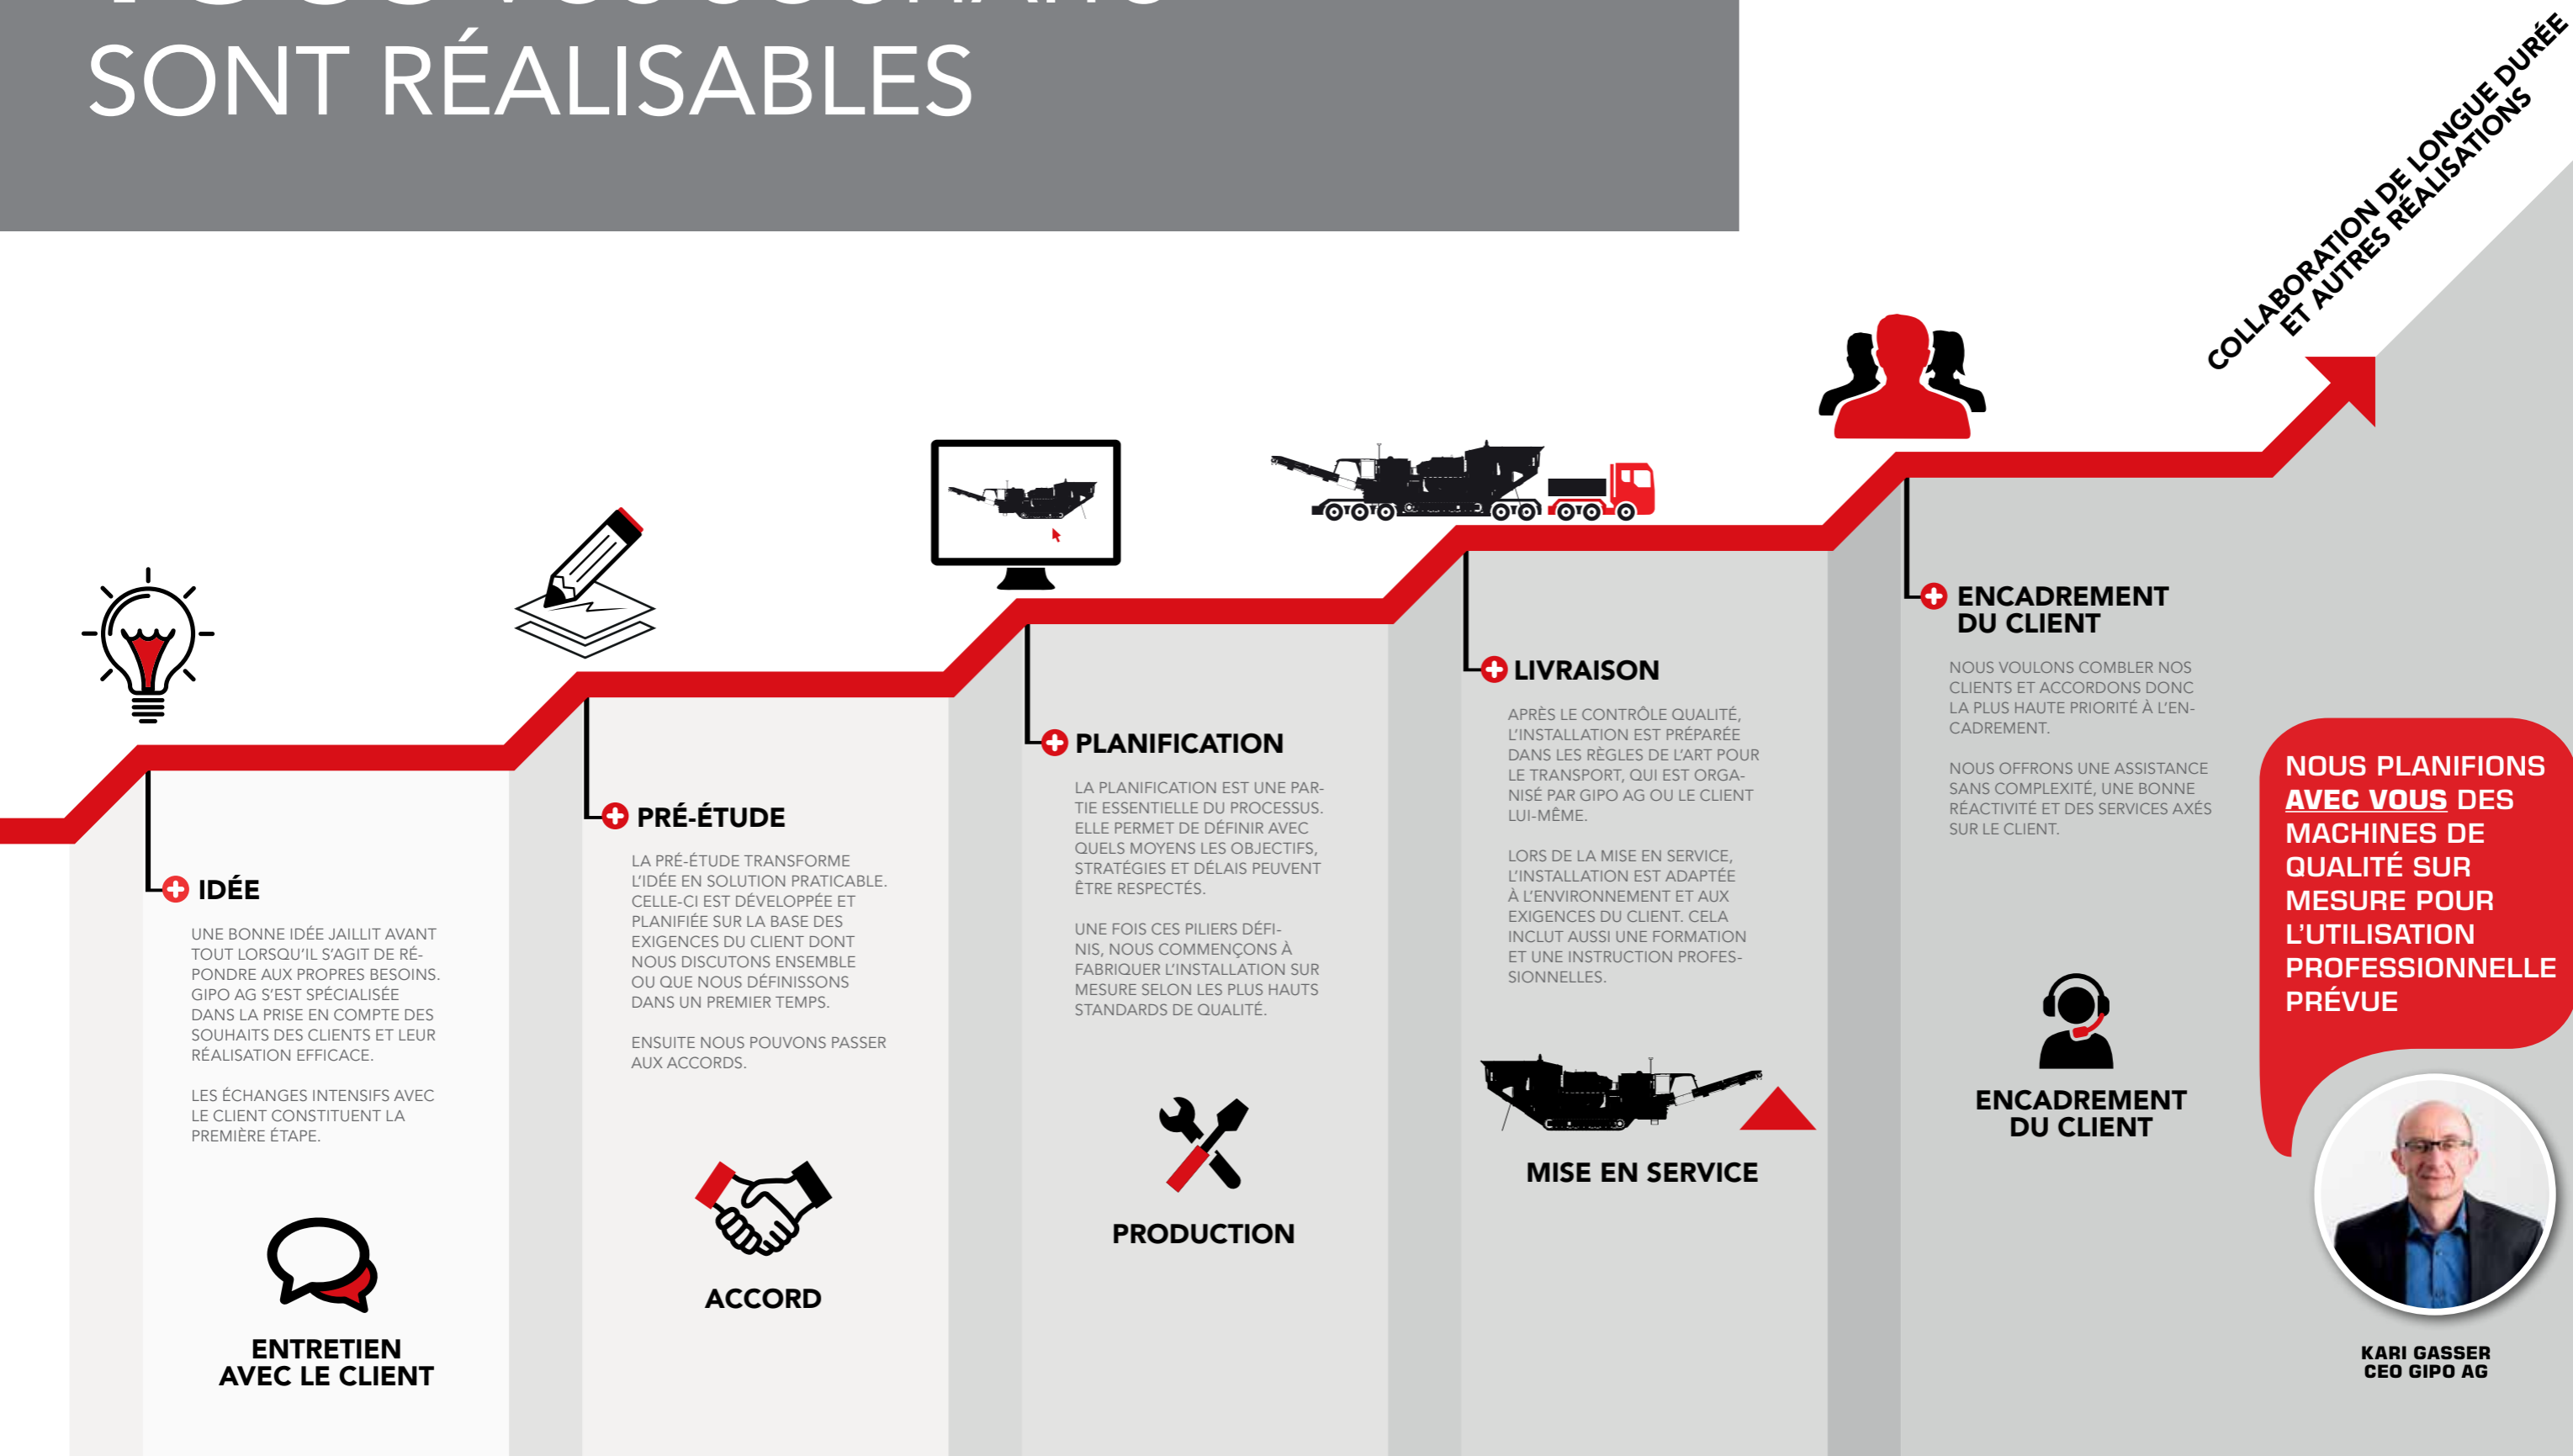 SONT RÉALISABLES
COLLABORATION DE LONGUE DURÉE
ET AUTRES RÉALISATIONS
IDÉE
UNE BONNE IDÉE JAILLIT AVANT
TOUT LORSQU'IL S'AGIT DE RÉ-
PONDRE AUX PROPRES BESOINS.
GIPO AG S'EST SPÉCIALISÉE
DANS LA PRISE EN COMPTE DES
SOUHAITS DES CLIENTS ET LEUR
RÉALISATION EFFICACE.
LES ÉCHANGES INTENSIFS AVEC
LE CLIENT CONSTITUENT LA
PREMIÈRE ÉTAPE.
ENTRETIEN
AVEC LE CLIENT
PRÉ-ÉTUDE
LA PRÉ-ÉTUDE TRANSFORME
L'IDÉE EN SOLUTION PRATICABLE.
CELLE-CI EST DÉVELOPPÉE ET
PLANIFIÉE SUR LA BASE DES
EXIGENCES DU CLIENT DONT
NOUS DISCUTONS ENSEMBLE
OU QUE NOUS DÉFINISSONS
DANS UN PREMIER TEMPS.
ENSUITE NOUS POUVONS PASSER
AUX ACCORDS.
ACCORD
PLANIFICATION
LA PLANIFICATION EST UNE PAR-
TIE ESSENTIELLE DU PROCESSUS.
ELLE PERMET DE DÉFINIR AVEC
QUELS MOYENS LES OBJECTIFS,
STRATÉGIES ET DÉLAIS PEUVENT
ÊTRE RESPECTÉS.
UNE FOIS CES PILIERS DÉFI-
NIS, NOUS COMMENÇONS À
FABRIQUER L'INSTALLATION SUR
MESURE SELON LES PLUS HAUTS
STANDARDS DE QUALITÉ.
PRODUCTION
LIVRAISON
APRÈS LE CONTRÔLE QUALITÉ,
L'INSTALLATION EST PRÉPARÉE
DANS LES RÈGLES DE L'ART POUR
LE TRANSPORT, QUI EST ORGA-
NISÉ PAR GIPO AG OU LE CLIENT
LUI-MÊME.
LORS DE LA MISE EN SERVICE,
L'INSTALLATION EST ADAPTÉE
À L'ENVIRONNEMENT ET AUX
EXIGENCES DU CLIENT. CELA
INCLUT AUSSI UNE FORMATION
ET UNE INSTRUCTION PROFES-
SIONNELLES.
MISE EN SERVICE
ENCADREMENT
DU CLIENT
NOUS VOULONS COMBLER NOS
CLIENTS ET ACCORDONS DONC
LA PLUS HAUTE PRIORITÉ À L'EN-
CADREMENT.
NOUS OFFRONS UNE ASSISTANCE
SANS COMPLEXITÉ, UNE BONNE
RÉACTIVITÉ ET DES SERVICES AXÉS
SUR LE CLIENT.
ENCADREMENT
DU CLIENT
NOUS PLANIFIONS
AVEC VOUS DES
MACHINES DE
QUALITÉ SUR
MESURE POUR
L'UTILISATION
PROFESSIONNELLE
PRÉVUE
KARI GASSER
CEO GIPO AG